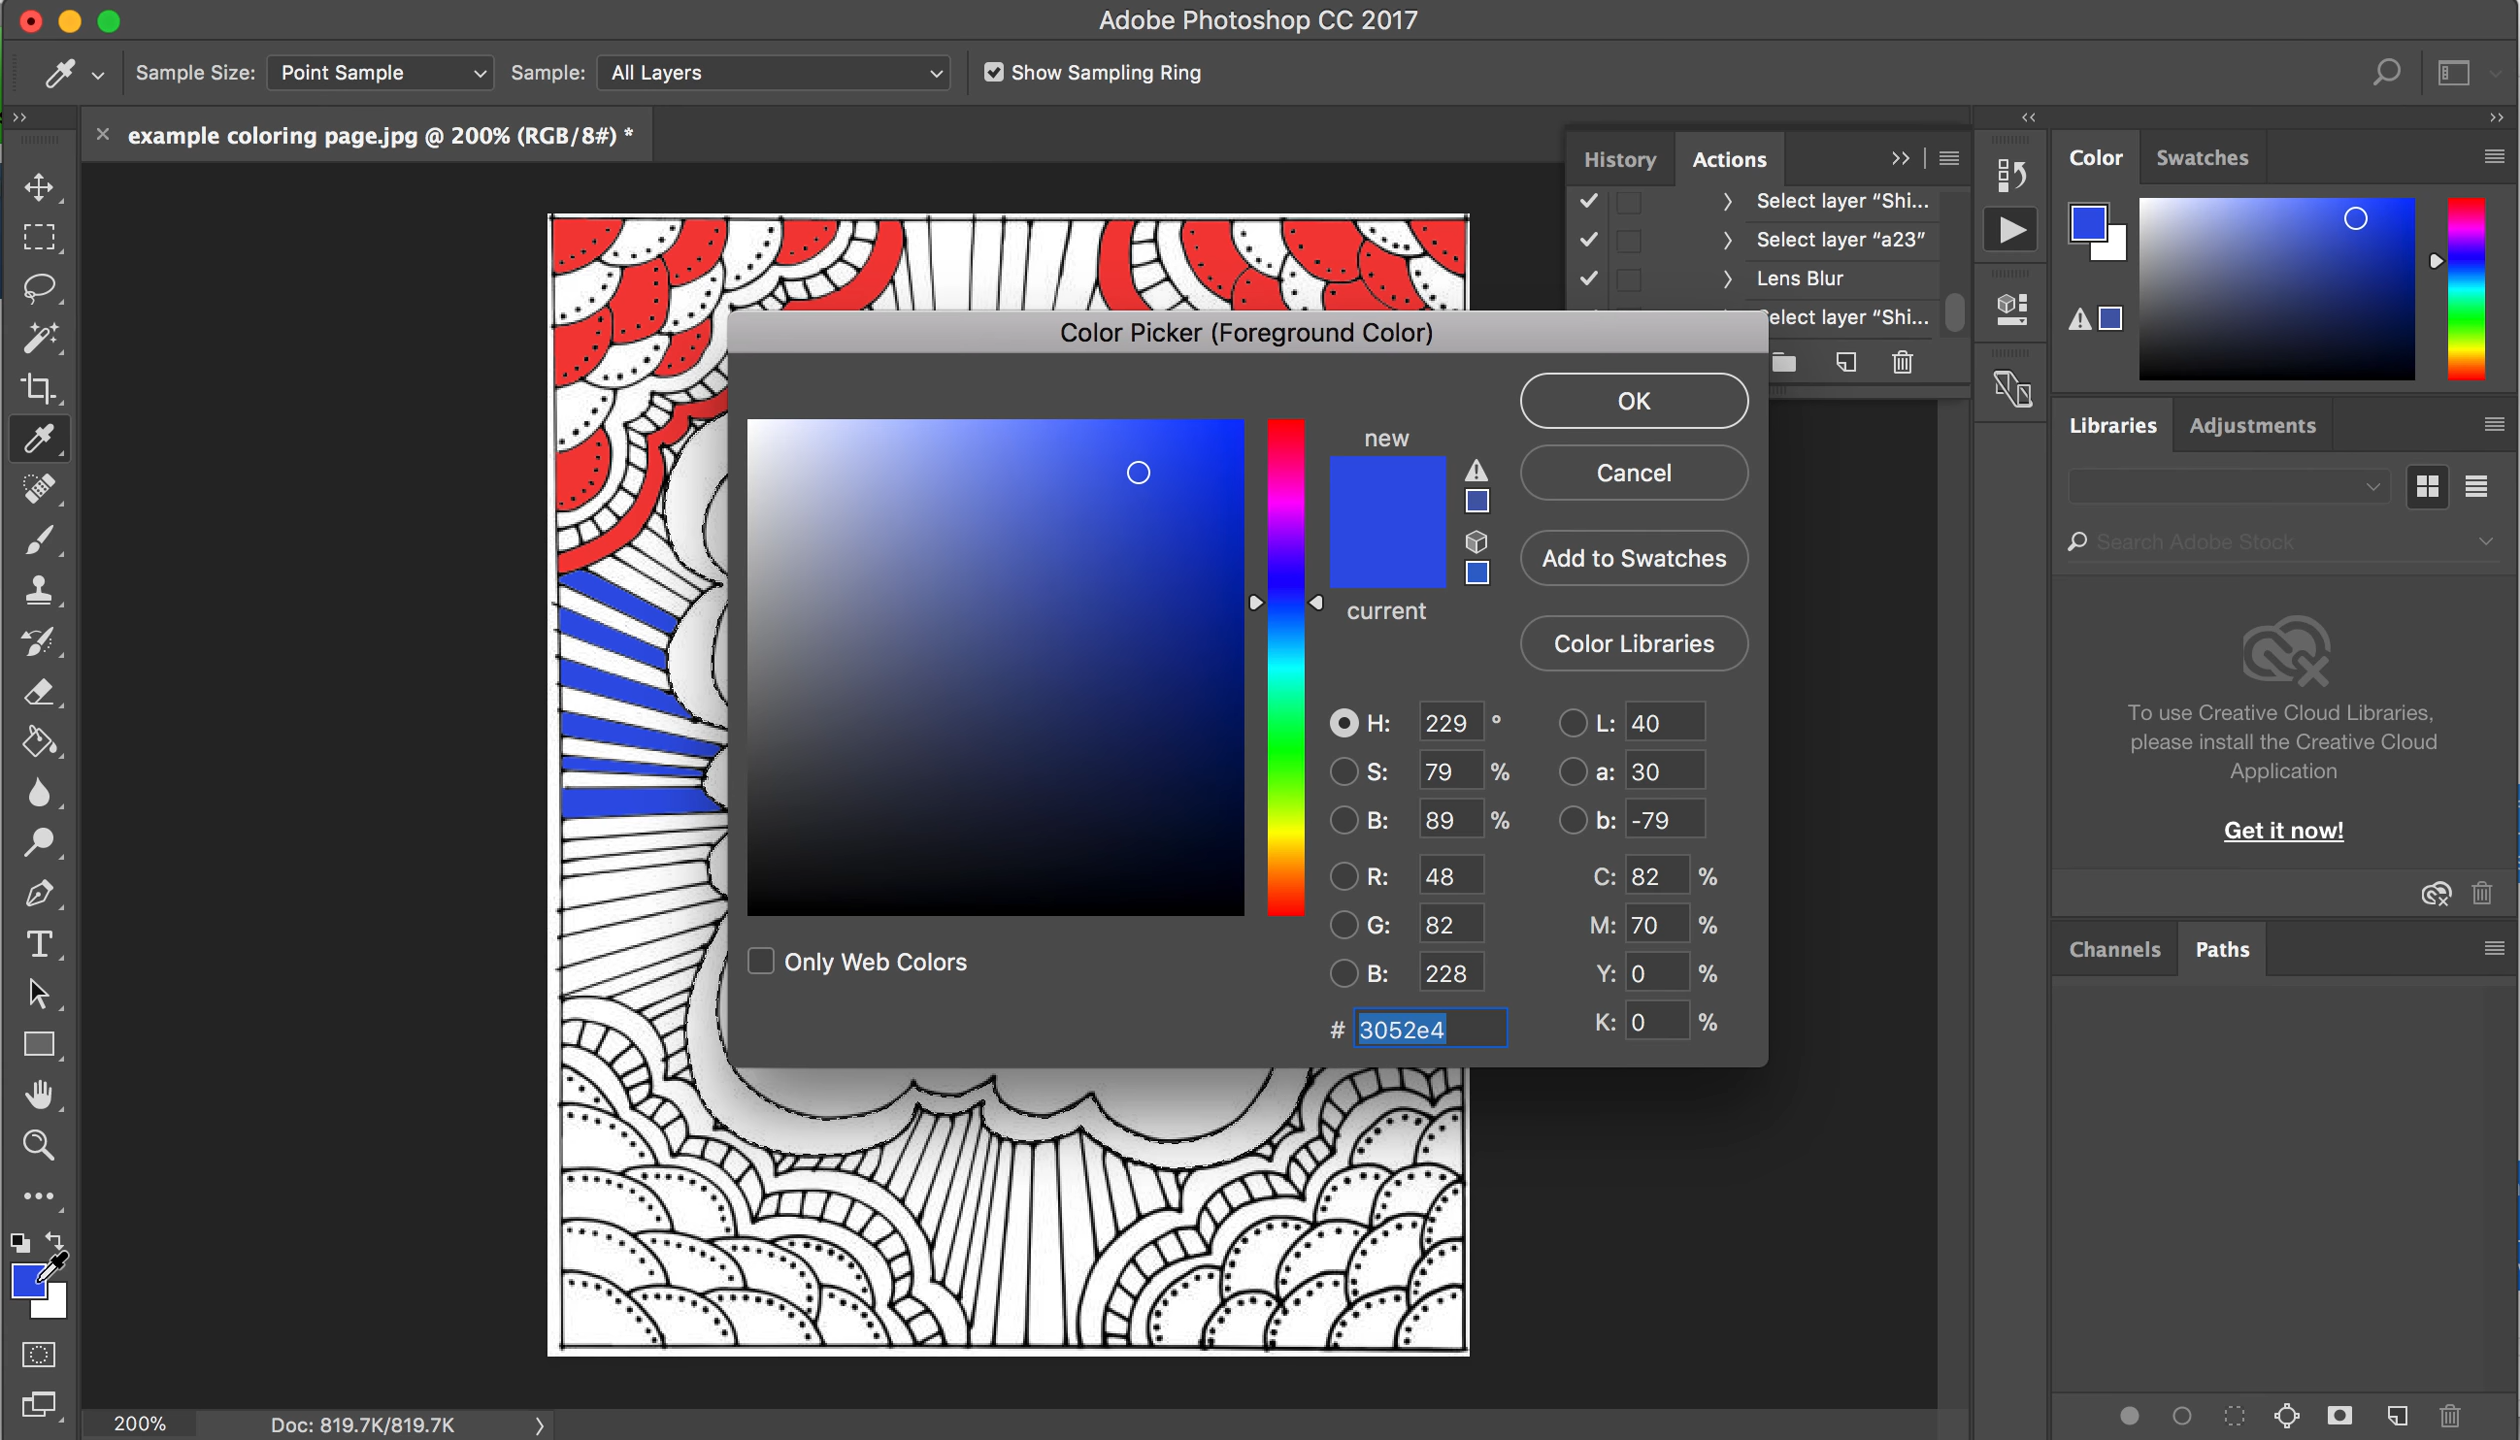 Adobe Photoshop CC 2017
Sample Size: Point Sample Sample: All Layers Show Sampling Ring
example coloring page.jpg @ 200% (RGB/8#) *
History Actions
Select layer “Shi...
Select layer “a23”
Lens Blur
Select layer “Shi...
Color Swatches
Color Picker (Foreground Color)
OK
Cancel
Add to Swatches
Color Libraries
new
current
H: 229 °
S: 79 %
B: 89 %
R: 48
G: 82
B: 228
# 3052e4
L: 40
a: 30
b: -79
C: 82 %
M: 70 %
Y: 0 %
K: 0 %
Only Web Colors
Libraries Adjustments
Search Adobe Stock
To use Creative Cloud Libraries,
please install the Creative Cloud
Application
Get it now!
Channels Paths
200% Doc: 819.7K/819.7K